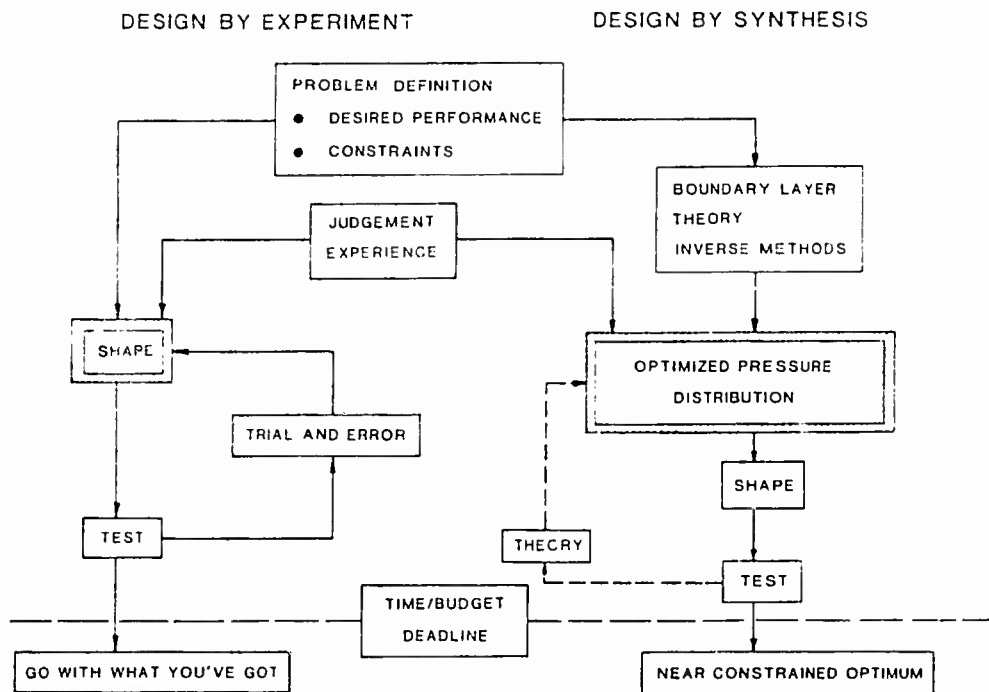 DESIGN BY EXPERIMENT
DESIGN BY SYNTHESIS
PROBLEM DEFINITION
● DESIRED PERFORMANCE
● CONSTRAINTS
BOUNDARY LAYER
THEORY
INVERSE METHODS
JUDGEMENT
EXPERIENCE
SHAPE
OPTIMIZED PRESSURE
DISTRIBUTION
TRIAL AND ERROR
SHAPE
TEST
THECRY
TEST
TIME/BUDGET
DEADLINE
GO WITH WHAT YOU'VE GOT
NEAR CONSTRAINED OPTIMUM